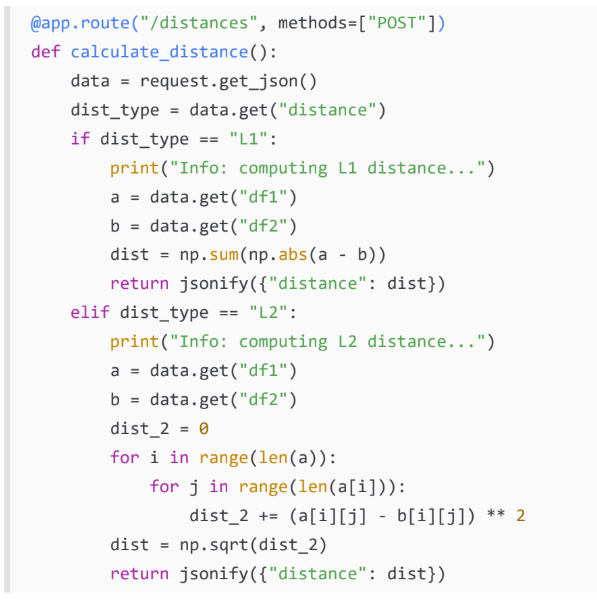 @app.route("/distances", methods=["POST"])
def calculate_distance():
    data = request.get_json()
    dist_type = data.get("distance")
    if dist_type == "L1":
        print("Info: computing L1 distance...")
        a = data.get("df1")
        b = data.get("df2")
        dist = np.sum(np.abs(a - b))
        return jsonify({"distance": dist})
    elif dist_type == "L2":
        print("Info: computing L2 distance...")
        a = data.get("df1")
        b = data.get("df2")
        dist_2 = 0
        for i in range(len(a)):
            for j in range(len(a[i])):
                dist_2 += (a[i][j] - b[i][j]) ** 2
        dist = np.sqrt(dist_2)
        return jsonify({"distance": dist})